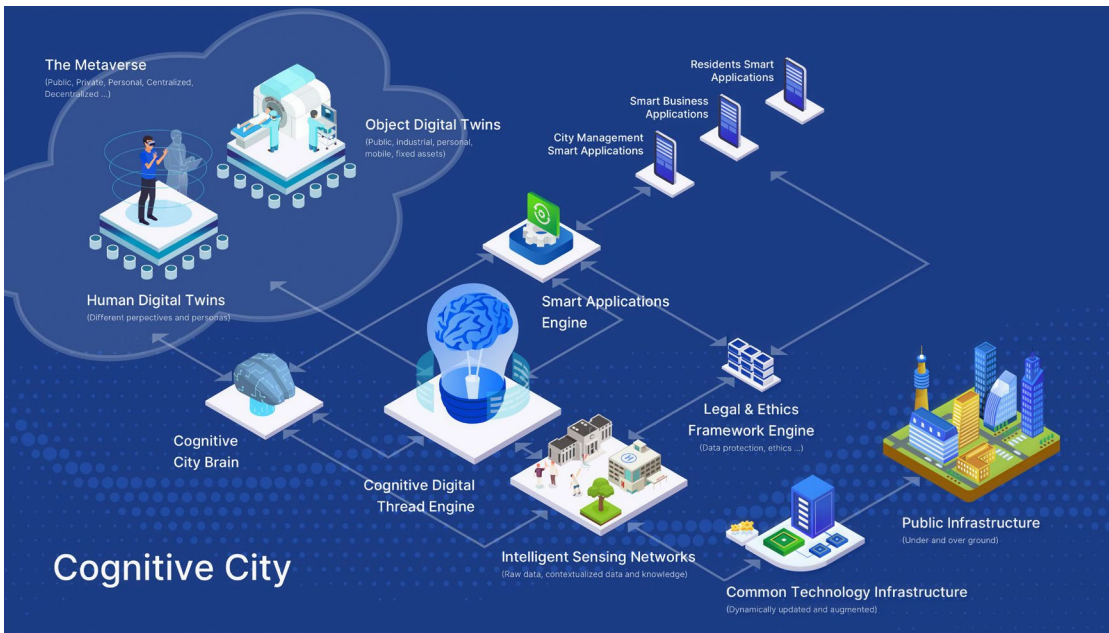 The Metaverse
(Public, Private, Personal, Centralized,
Decentralized ...)
Object Digital Twins
(Public, industrial, personal,
mobile, fixed assets)
Human Digital Twins
(Different perpectives and personas)
Residents Smart
Applications
Smart Business
Applications
City Management
Smart Applications
Smart Applications
Engine
Cognitive
City Brain
Cognitive Digital
Thread Engine
Legal & Ethics
Framework Engine
(Data protection, ethics ...)
Intelligent Sensing Networks
(Raw data, contextualized data and knowledge)
Public Infrastructure
(Under and over ground)
Common Technology Infrastructure
(Dynamically updated and augmented)
Cognitive City
H